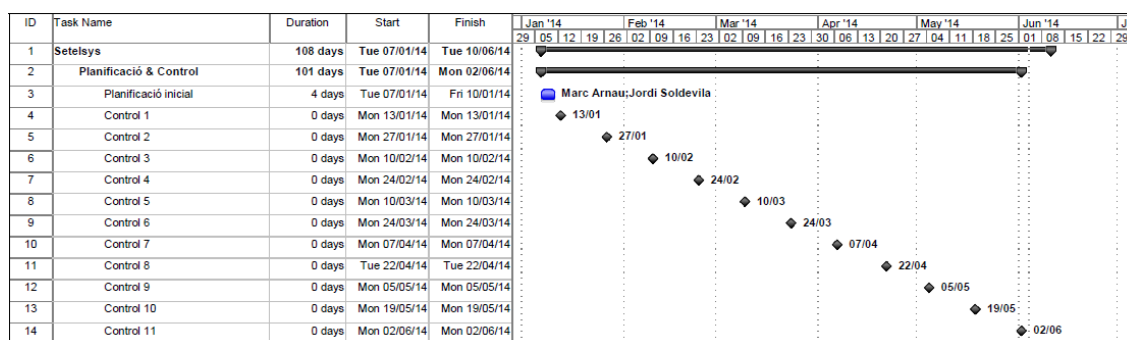 ID Task Name Duration Start Finish Jan '14 Feb '14 Mar '14 Apr '14 May '14 Jun '14 J
29 05 12 19 26 02 09 16 23 02 09 16 23 30 06 13 20 27 04 11 18 25 01 08 15 22 29
1 Setelsys 108 days Tue 07/01/14 Tue 10/06/14
2 Planificació & Control 101 days Tue 07/01/14 Mon 02/06/14
3 Planificació inicial 4 days Tue 07/01/14 Fri 10/01/14 Marc Arnau;Jordi Soldevila
4 Control 1 0 days Mon 13/01/14 Mon 13/01/14 13/01
5 Control 2 0 days Mon 27/01/14 Mon 27/01/14 27/01
6 Control 3 0 days Mon 10/02/14 Mon 10/02/14 10/02
7 Control 4 0 days Mon 24/02/14 Mon 24/02/14 24/02
8 Control 5 0 days Mon 10/03/14 Mon 10/03/14 10/03
9 Control 6 0 days Mon 24/03/14 Mon 24/03/14 24/03
10 Control 7 0 days Mon 07/04/14 Mon 07/04/14 07/04
11 Control 8 0 days Tue 22/04/14 Tue 22/04/14 22/04
12 Control 9 0 days Mon 05/05/14 Mon 05/05/14 05/05
13 Control 10 0 days Mon 19/05/14 Mon 19/05/14 19/05
14 Control 11 0 days Mon 02/06/14 Mon 02/06/14 02/06